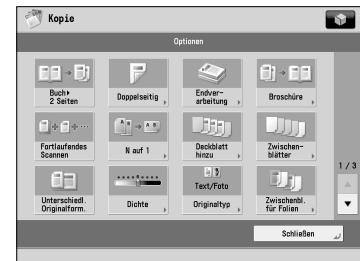 Kopie
Optionen
Buch▸
2 Seiten
Doppelseitig
Endver-
arbeitung
Broschüre
Fortlaufendes
Scannen
N auf 1
Deckblatt
hinzu
Zwischen-
blätter
1 / 3
Unterschiedl.
Originalform.
Dichte
Text/Foto
Originaltyp
Zwischenbl.
für Folien
Schließen